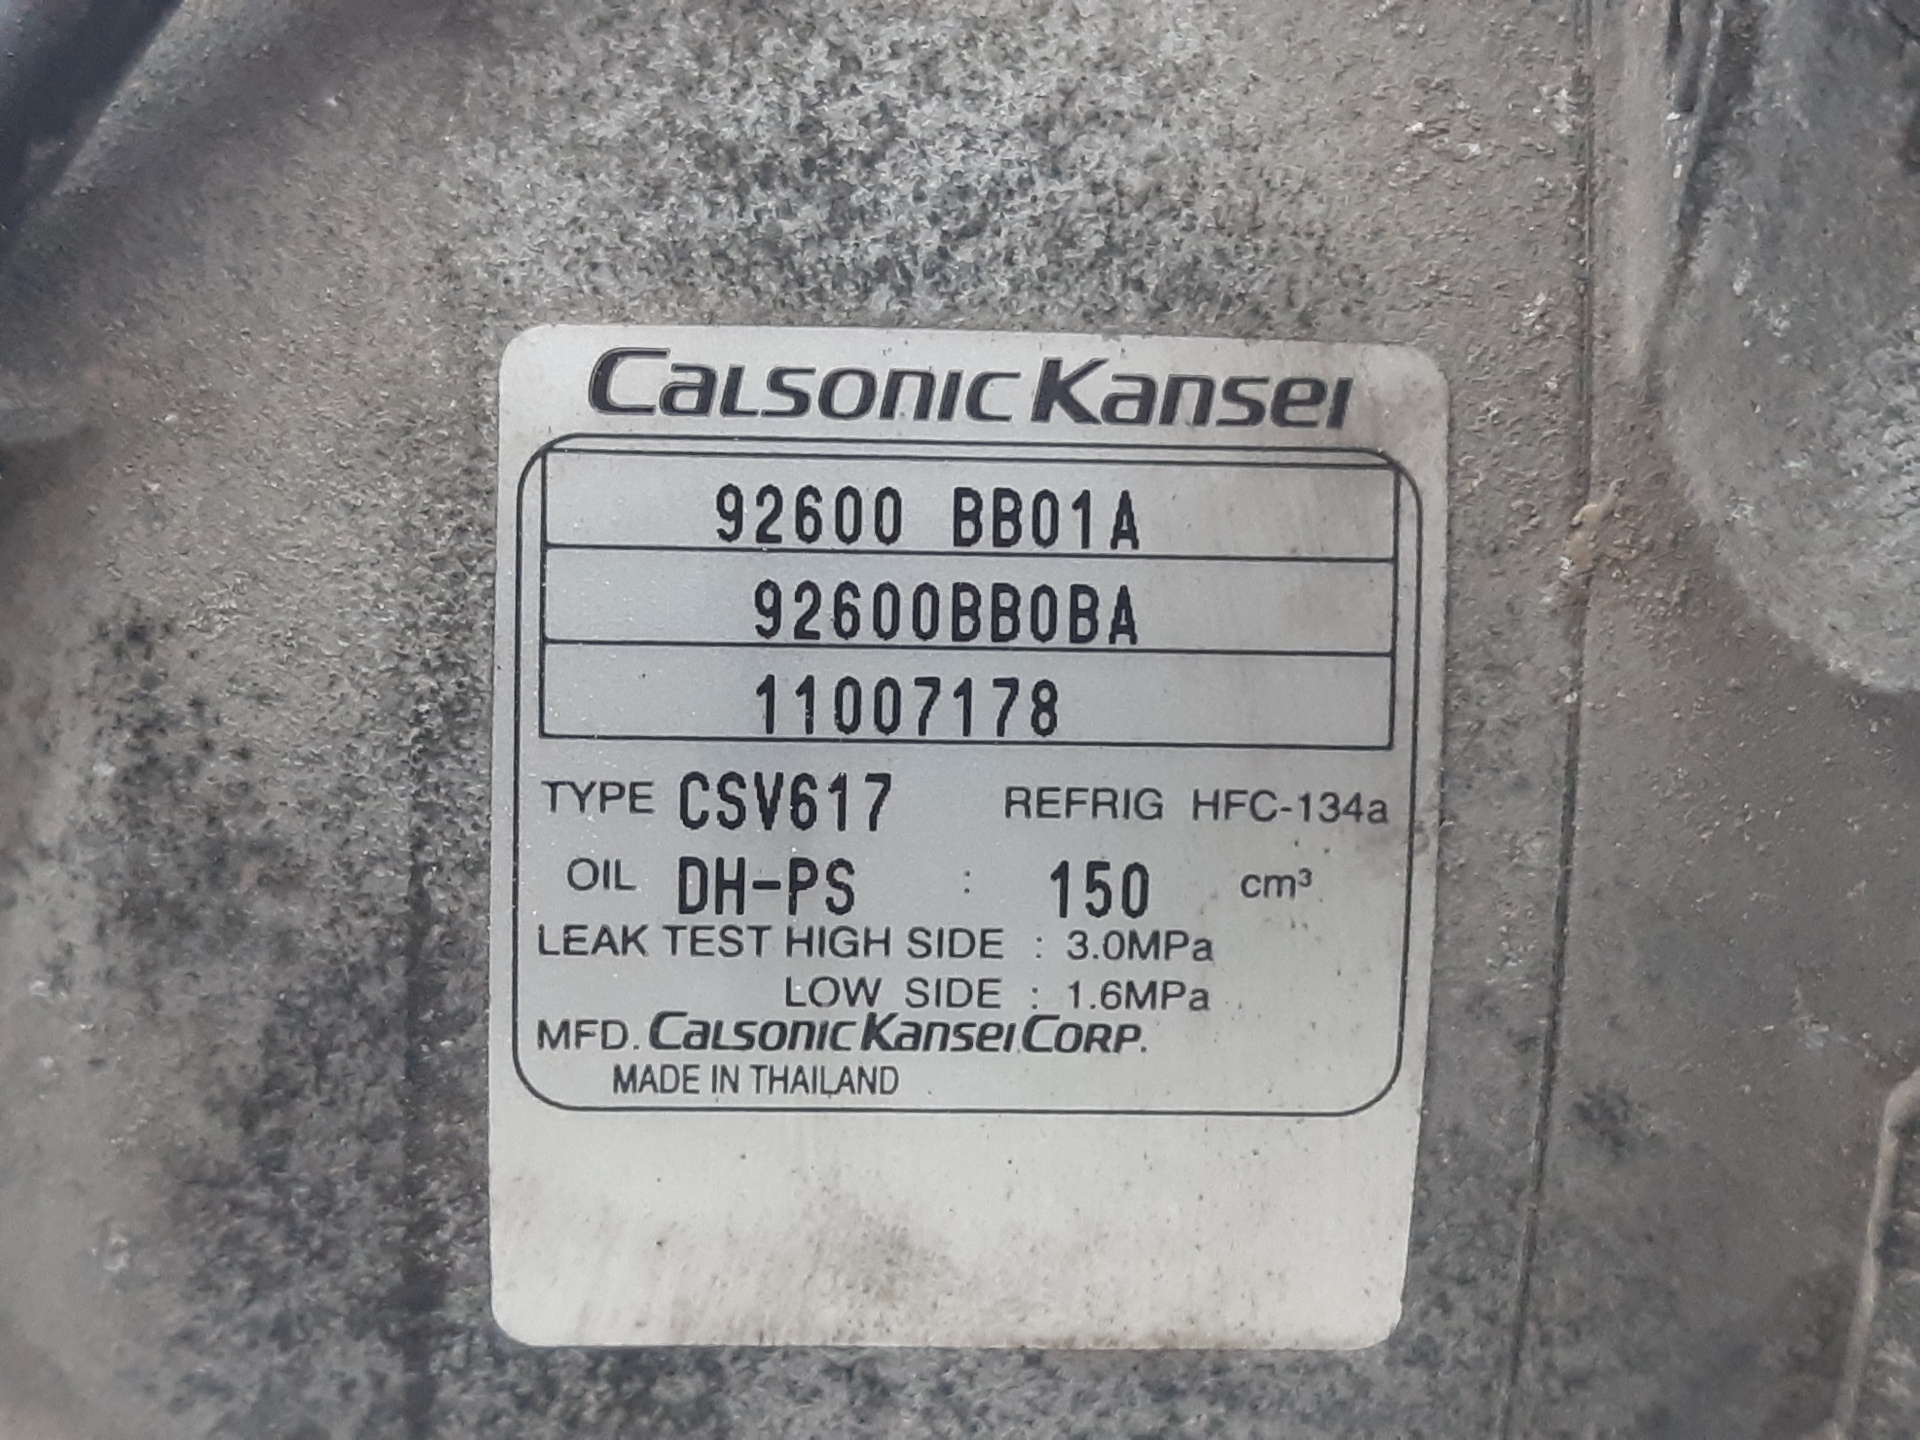 CALSONIC KANSEI
92600 BB01A
92600BB0BA
11007178
TYPE CSV617 REFRIG HFC-134a
OIL DH-PS : 150 cm³
LEAK TEST HIGH SIDE : 3.0MPa
LOW SIDE : 1.6MPa
MFD. CALSONIC KANSEI CORP.
MADE IN THAILAND